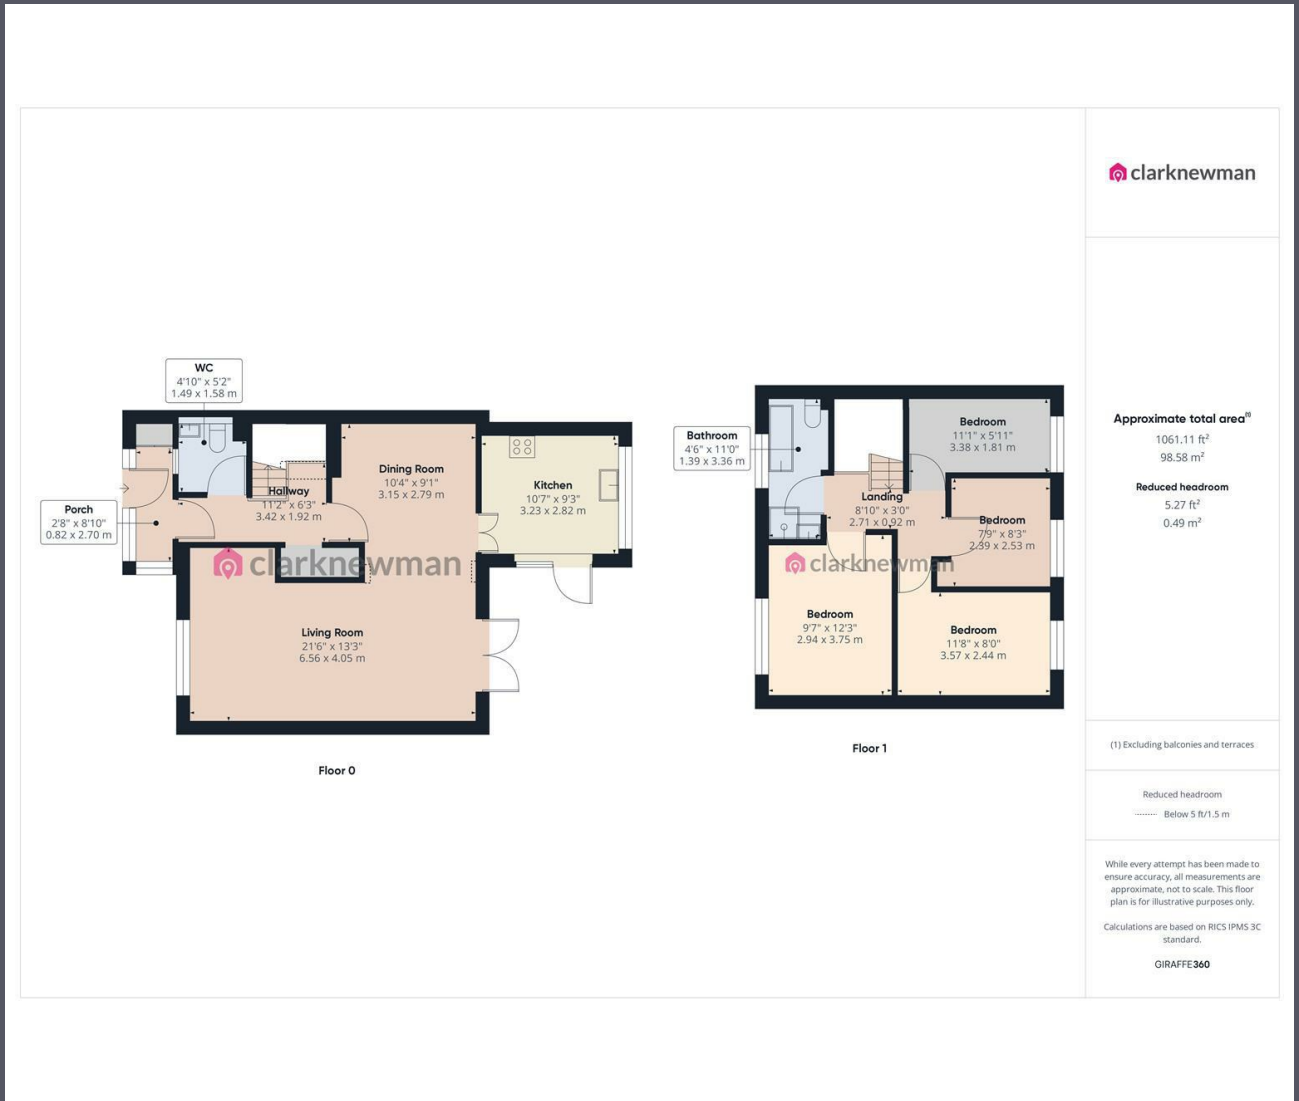 clarknewman
WC
4'10" x 5'2"
1.49 x 1.58 m
Porch
2'8" x 8'10"
0.82 x 2.70 m
Hallway
11'2" x 6'3"
3.42 x 1.92 m
Dining Room
10'4" x 9'1"
3.15 x 2.79 m
Kitchen
10'7" x 9'3"
3.23 x 2.82 m
clarknewman
Living Room
21'6" x 13'3"
6.56 x 4.05 m
Floor 0
Bathroom
4'6" x 11'0"
1.39 x 3.36 m
Bedroom
11'1" x 5'11"
3.38 x 1.81 m
Landing
8'10" x 3'0"
2.71 x 0.92 m
Bedroom
7'9" x 8'3"
2.39 x 2.53 m
clarknewman
Bedroom
9'7" x 12'3"
2.94 x 3.75 m
Bedroom
11'8" x 8'0"
3.57 x 2.44 m
Floor 1
Approximate total area⁽¹⁾
1061.11 ft²
98.58 m²
Reduced headroom
5.27 ft²
0.49 m²
(1) Excluding balconies and terraces
Reduced headroom
Below 5 ft/1.5 m
While every attempt has been made to
ensure accuracy, all measurements are
approximate, not to scale. This floor
plan is for illustrative purposes only.
Calculations are based on RICS IPMS 3C
standard.
GIRAFFE360